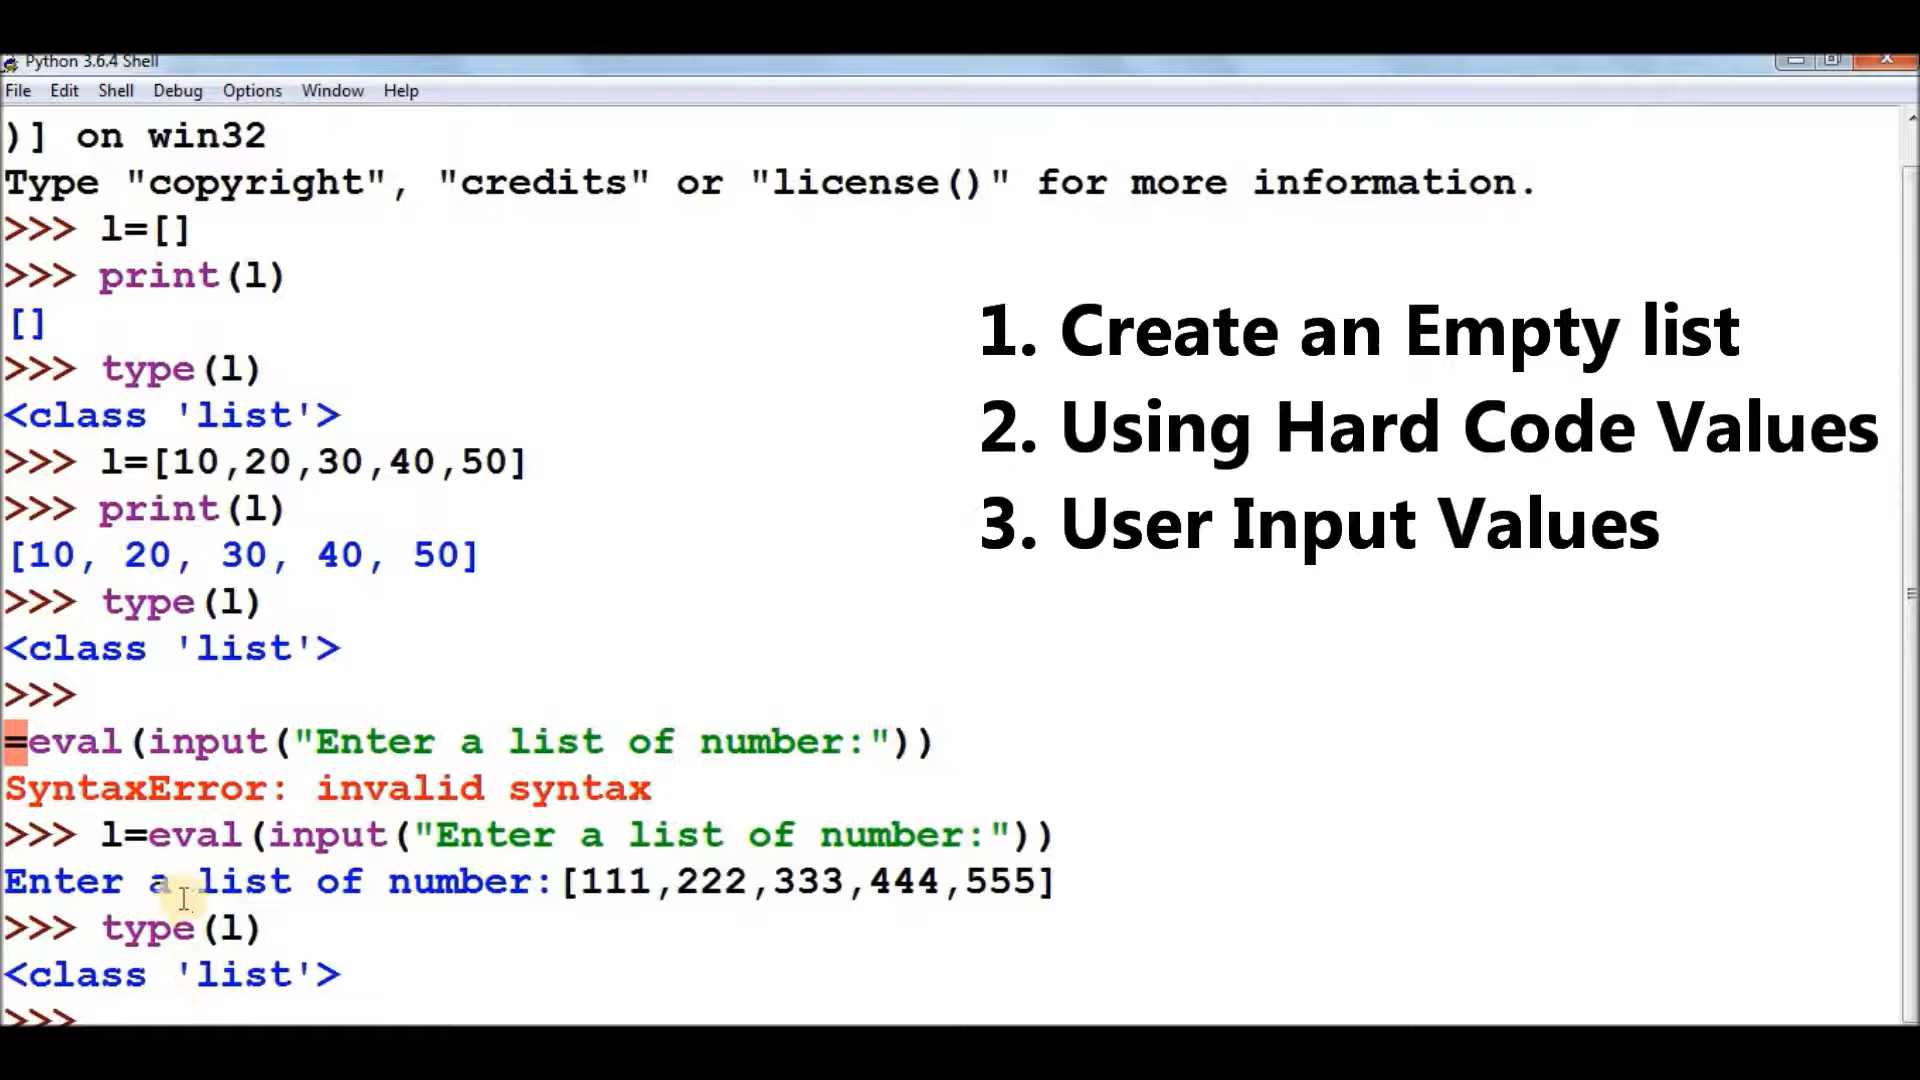 Python 3.6.4 Shell
File Edit Shell Debug Options Window Help
)] on win32
Type "copyright", "credits" or "license()" for more information.
>>> l=[]
>>> print(l)
[]
>>> type(l)
<class 'list'>
>>> l=[10,20,30,40,50]
>>> print(l)
[10, 20, 30, 40, 50]
>>> type(l)
<class 'list'>
>>>
=eval(input("Enter a list of number:"))
SyntaxError: invalid syntax
>>> l=eval(input("Enter a list of number:"))
Enter a list of number:[111,222,333,444,555]
>>> type(l)
<class 'list'>
>>>
1. Create an Empty list
2. Using Hard Code Values
3. User Input Values